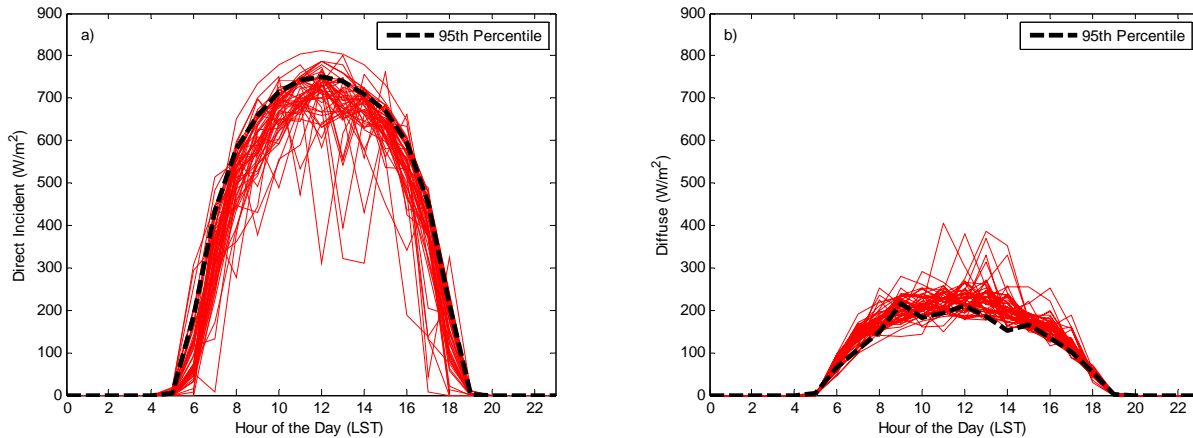 a)
95th Percentile
900
800
700
600
500
400
300
200
100
0
Direct Incident (W/m²)
0 2 4 6 8 10 12 14 16 18 20 22
Hour of the Day (LST)
b)
95th Percentile
900
800
700
600
500
400
300
200
100
0
Diffuse (W/m²)
0 2 4 6 8 10 12 14 16 18 20 22
Hour of the Day (LST)